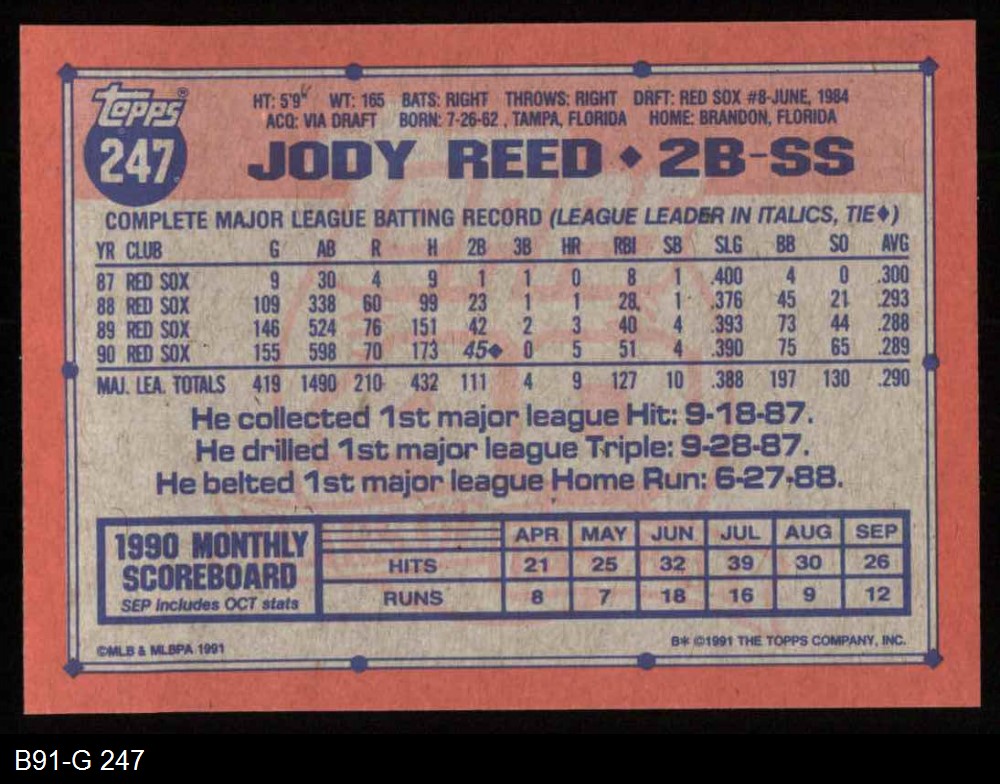 topps®
247
HT: 5'9" WT: 165 BATS: RIGHT THROWS: RIGHT DRFT: RED SOX #8-JUNE, 1984
ACQ: VIA DRAFT BORN: 7-26-62, TAMPA, FLORIDA HOME: BRANDON, FLORIDA
JODY REED ♦ 2B-SS
COMPLETE MAJOR LEAGUE BATTING RECORD (LEAGUE LEADER IN ITALICS, TIE♦)
YR CLUB G AB R H 2B 3B HR RBI SB SLG BB SO AVG
87 RED SOX 9 30 4 9 1 1 0 8 1 .400 4 0 .300
88 RED SOX 109 338 60 99 23 1 1 28 1 .376 45 21 .293
89 RED SOX 146 524 76 151 42 2 3 40 4 .393 73 44 .288
90 RED SOX 155 598 70 173 45♦ 0 5 51 4 .390 75 65 .289
MAJ. LEA. TOTALS 419 1490 210 432 111 4 9 127 10 .388 197 130 .290
He collected 1st major league Hit: 9-18-87.
He drilled 1st major league Triple: 9-28-87.
He belted 1st major league Home Run: 6-27-88.
1990 MONTHLY
SCOREBOARD
SEP includes OCT stats
APR MAY JUN JUL AUG SEP
HITS 21 25 32 39 30 26
RUNS 8 7 18 16 9 12
©MLB & MLBPA 1991
B* ©1991 THE TOPPS COMPANY, INC.
B91-G 247